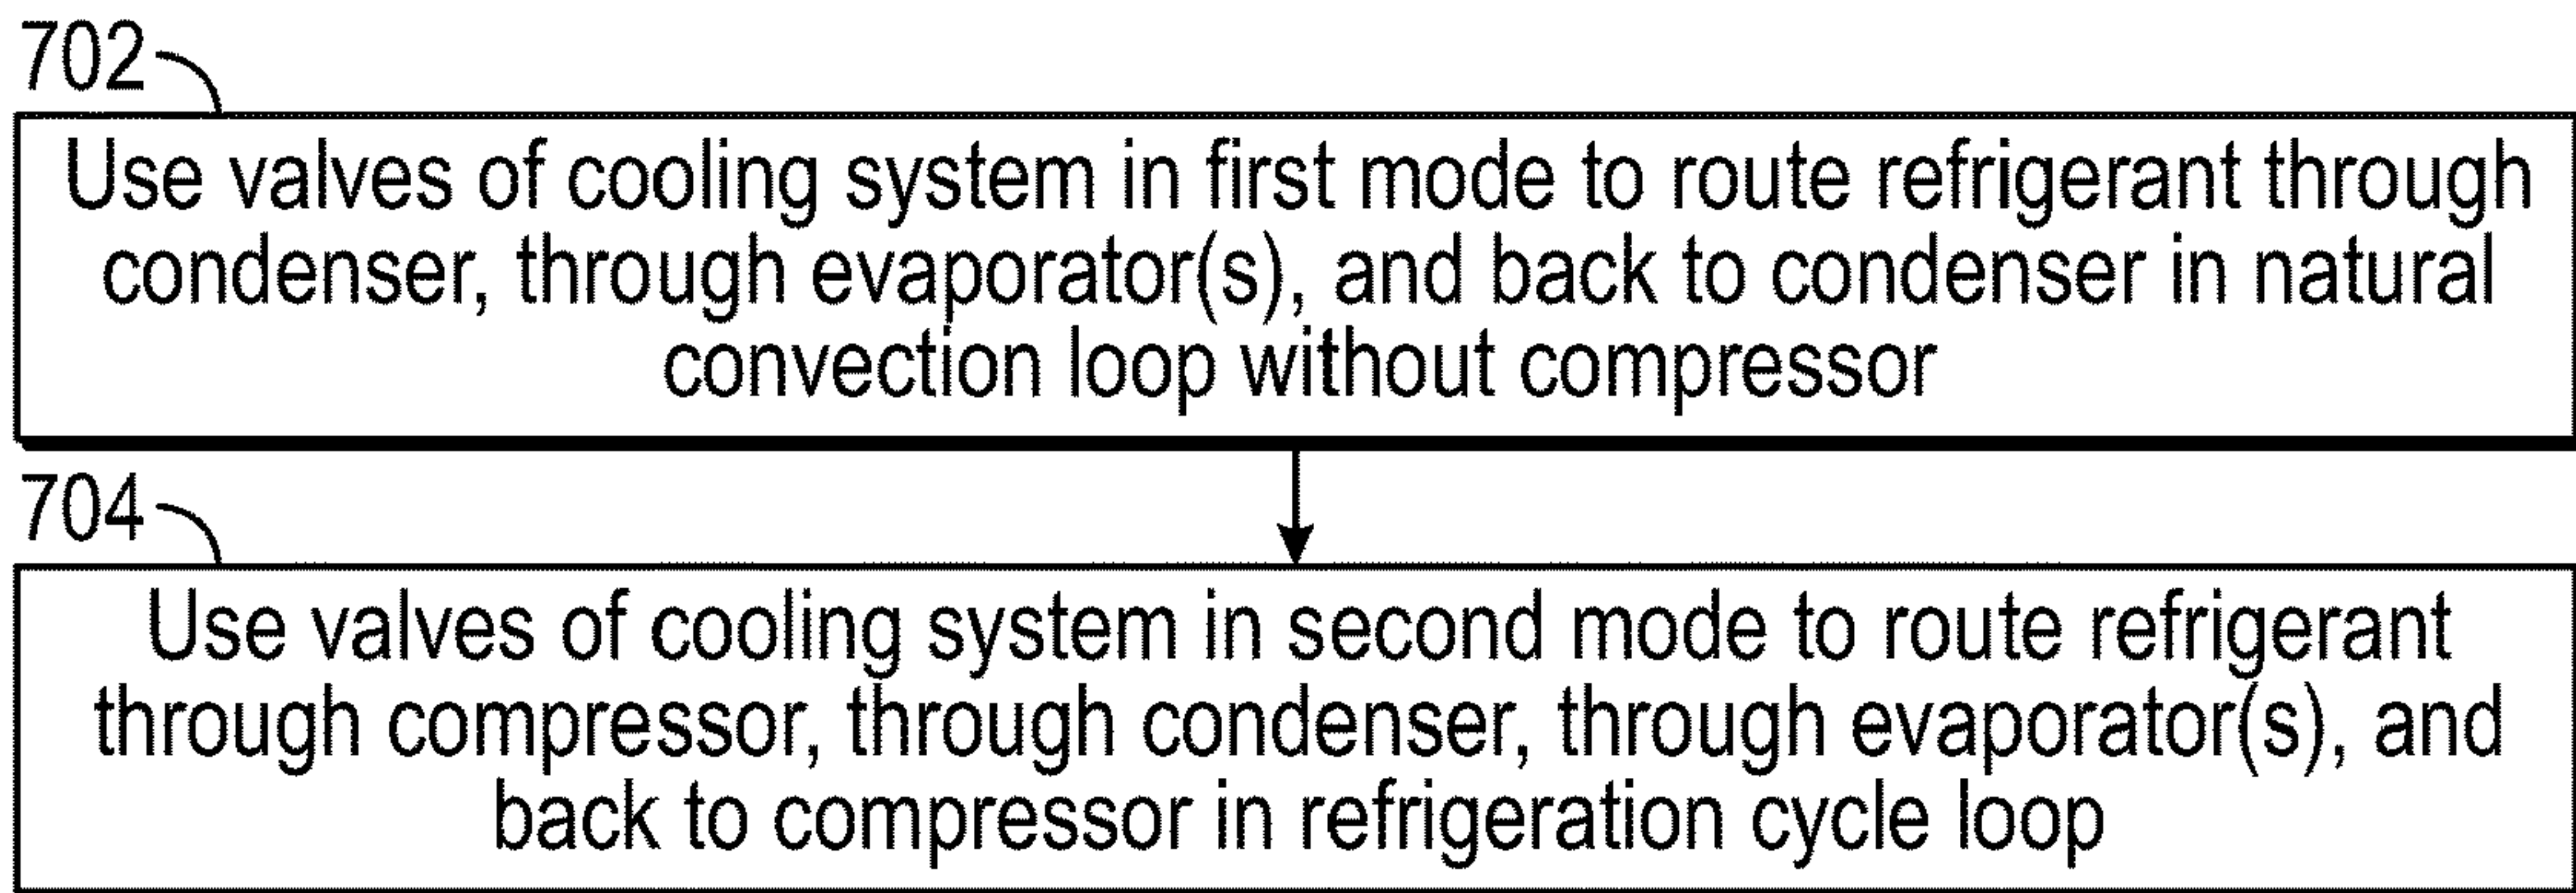 702
Use valves of cooling system in first mode to route refrigerant through
condenser, through evaporator(s), and back to condenser in natural
convection loop without compressor
704
Use valves of cooling system in second mode to route refrigerant
through compressor, through condenser, through evaporator(s), and
back to compressor in refrigeration cycle loop